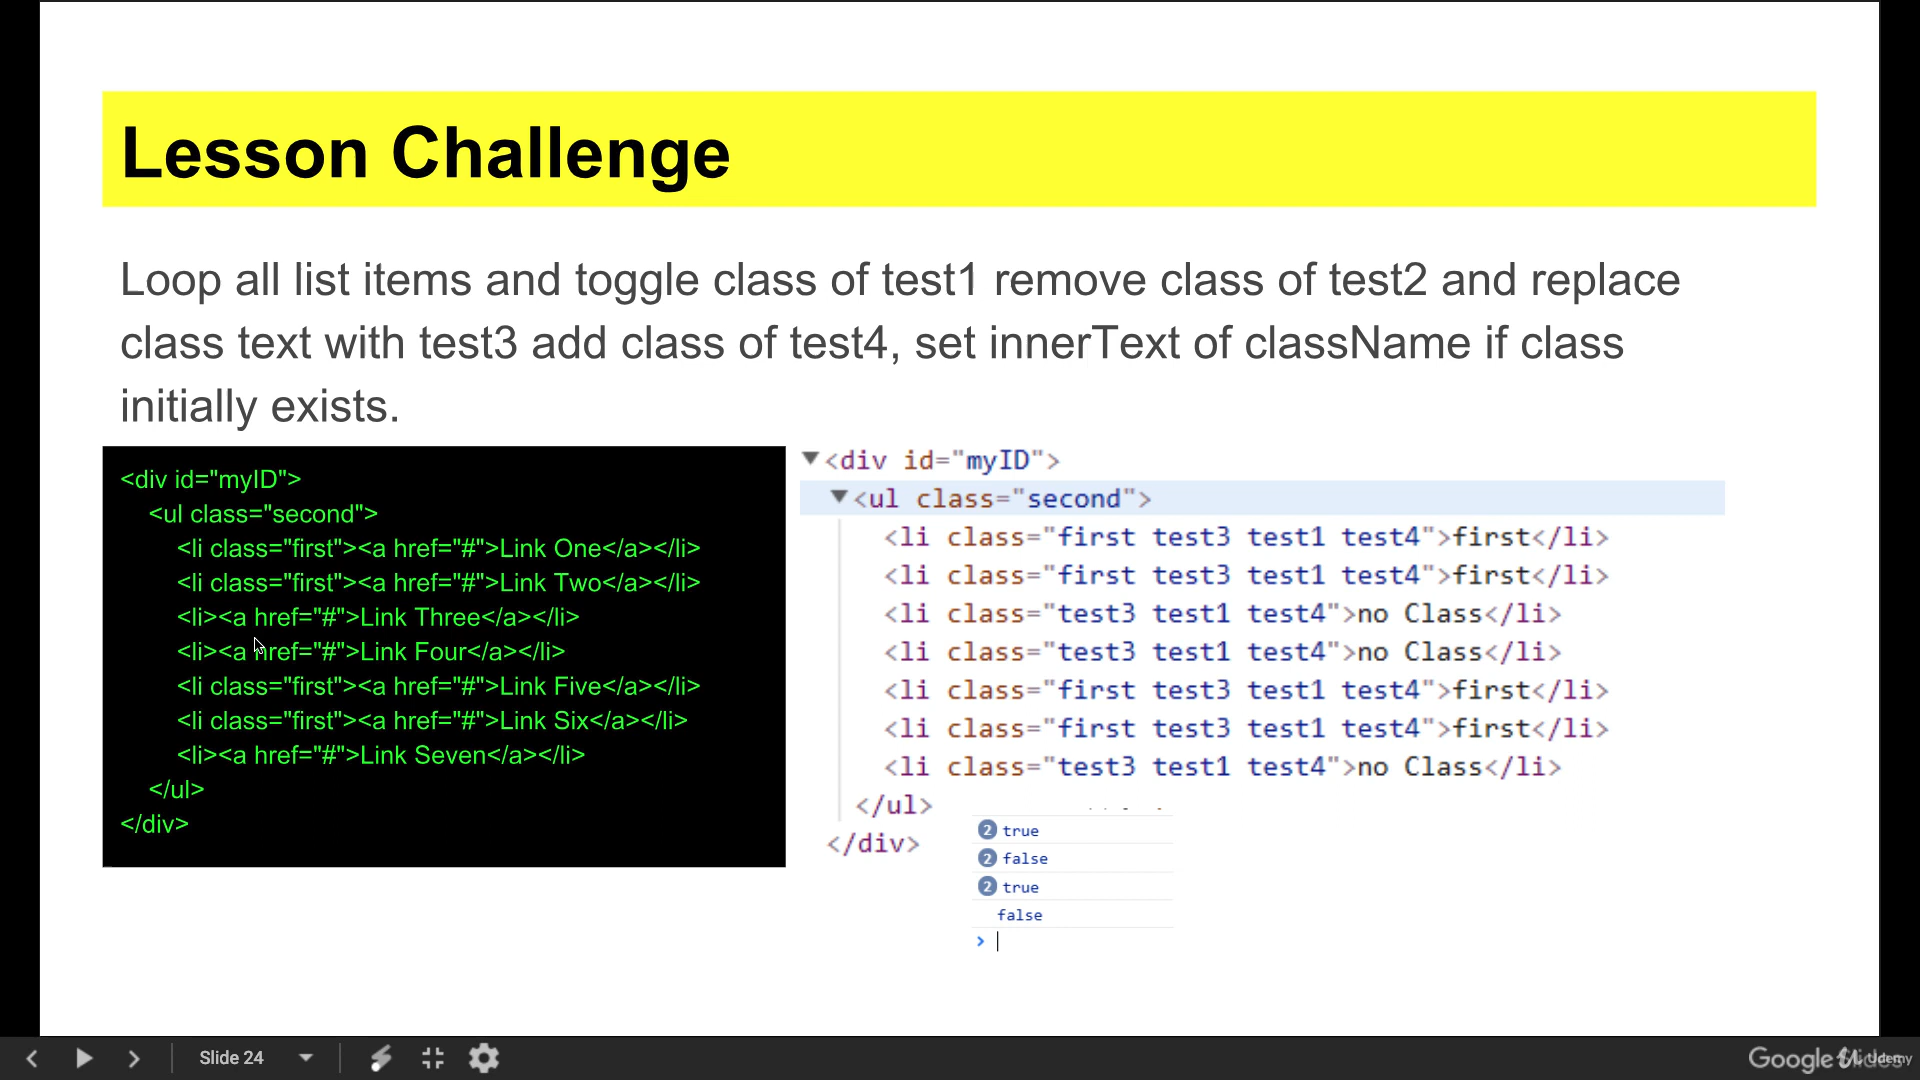 Lesson Challenge
Loop all list items and toggle class of test1 remove class of test2 and replace
class text with test3 add class of test4, set innerText of className if class
initially exists.
<div id="myID">
<ul class="second">
<li class="first"><a href="#">Link One</a></li>
<li class="first"><a href="#">Link Two</a></li>
<li><a href="#">Link Three</a></li>
<li><a href="#">Link Four</a></li>
<li class="first"><a href="#">Link Five</a></li>
<li class="first"><a href="#">Link Six</a></li>
<li><a href="#">Link Seven</a></li>
</ul>
</div>
<div id="myID">
<ul class="second">
<li class="first test3 test1 test4">first</li>
<li class="first test3 test1 test4">first</li>
<li class="test3 test1 test4">no Class</li>
<li class="test3 test1 test4">no Class</li>
<li class="first test3 test1 test4">first</li>
<li class="first test3 test1 test4">first</li>
<li class="test3 test1 test4">no Class</li>
</ul>
</div>
2 true
2 false
2 true
false
>
Slide 24
Google Slides
Udemy